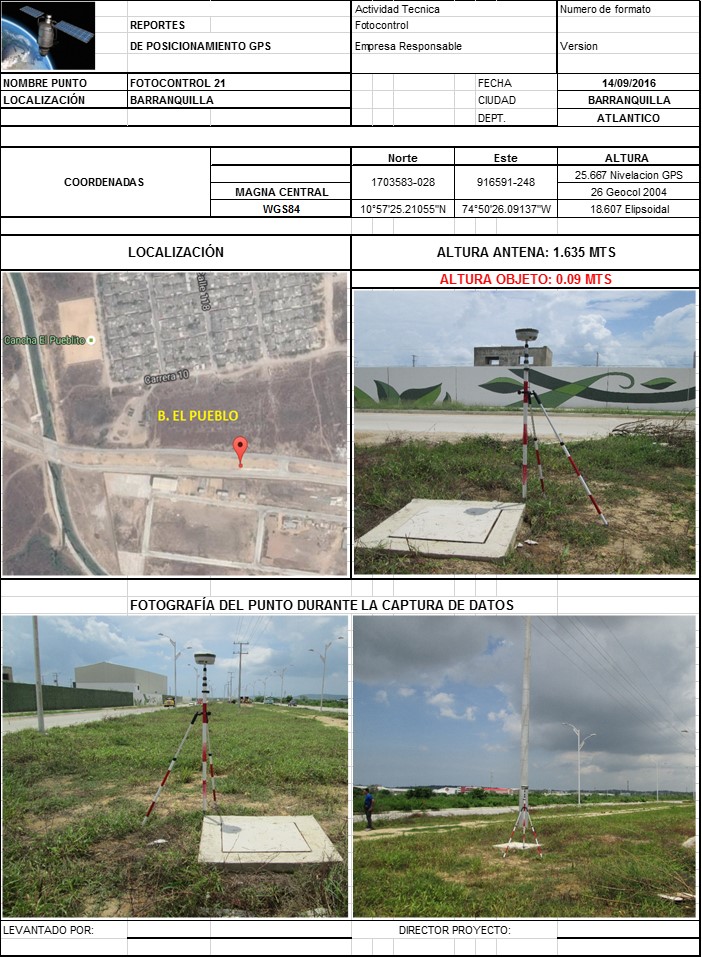 Actividad Tecnica
Numero de formato
REPORTES
Fotocontrol
DE POSICIONAMIENTO GPS
Empresa Responsable
Version
NOMBRE PUNTO
FOTOCONTROL 21
FECHA
14/09/2016
LOCALIZACIÓN
BARRANQUILLA
CIUDAD
BARRANQUILLA
DEPT.
ATLANTICO
COORDENADAS
Norte
Este
ALTURA
MAGNA CENTRAL
1703583-028
916591-248
25.667 Nivelacion GPS
26 Geocol 2004
WGS84
10°57'25.21055"N
74°50'26.09137"W
18.607 Elipsoidal
LOCALIZACIÓN
ALTURA ANTENA: 1.635 MTS
ALTURA OBJETO: 0.09 MTS
Calle 111B
Cancha El Pueblito
Carrera 10
B. EL PUEBLO
FOTOGRAFÍA DEL PUNTO DURANTE LA CAPTURA DE DATOS
LEVANTADO POR:
DIRECTOR PROYECTO: